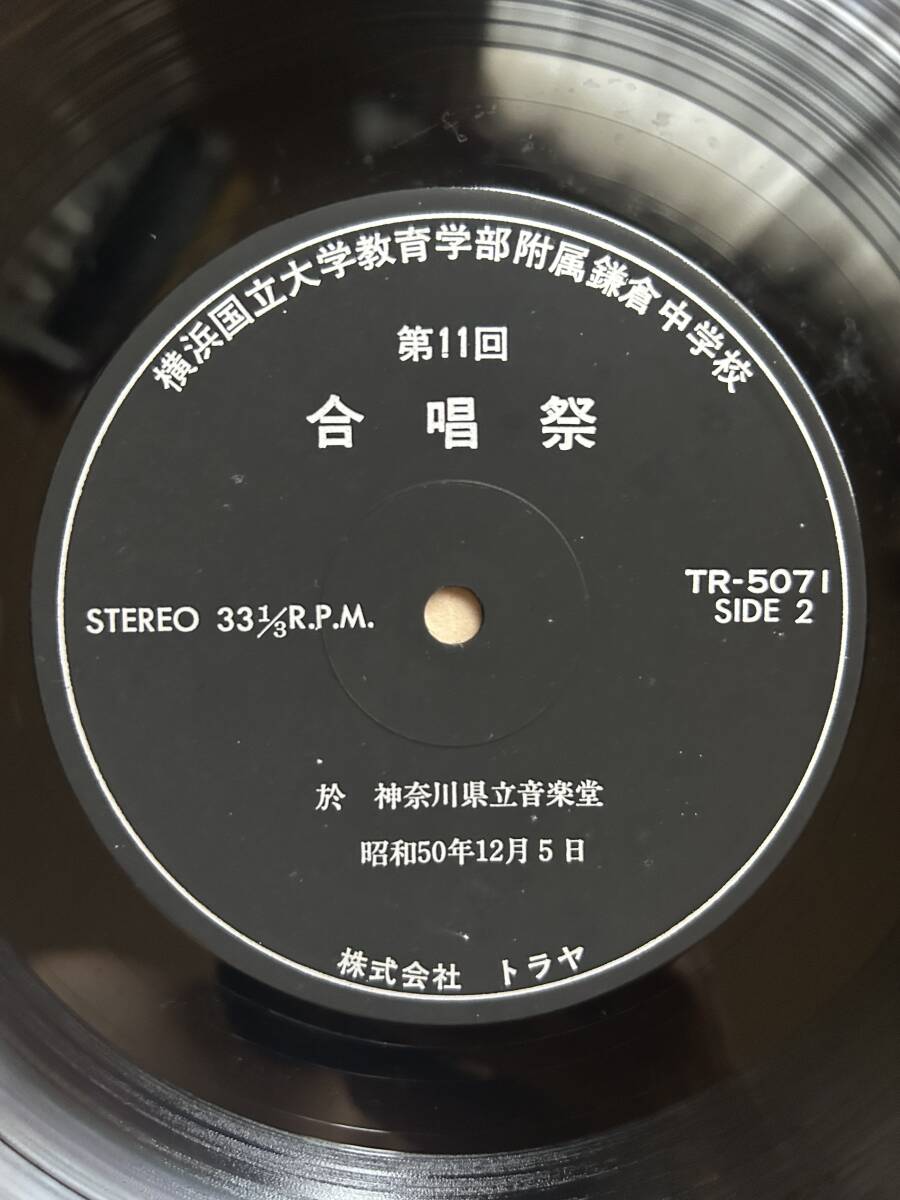 横浜国立大学教育学部附属鎌倉中学校
第11回
合唱祭
STEREO 33⅓R.P.M.
TR-5071
SIDE 2
於 神奈川県立音楽堂
昭和50年12月5日
株式会社 トラヤ